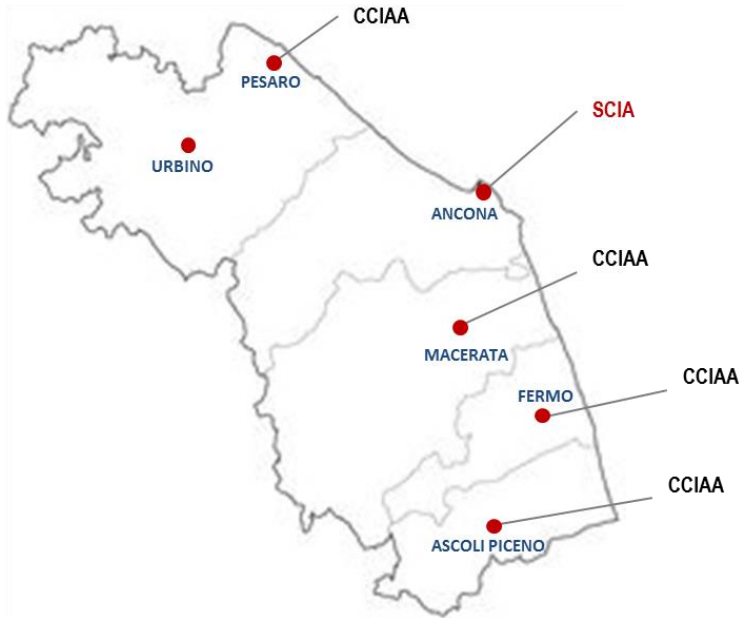 CCIAA
PESARO
SCIA
URBINO
ANCONA
CCIAA
MACERATA
CCIAA
FERMO
CCIAA
ASCOLI PICENO